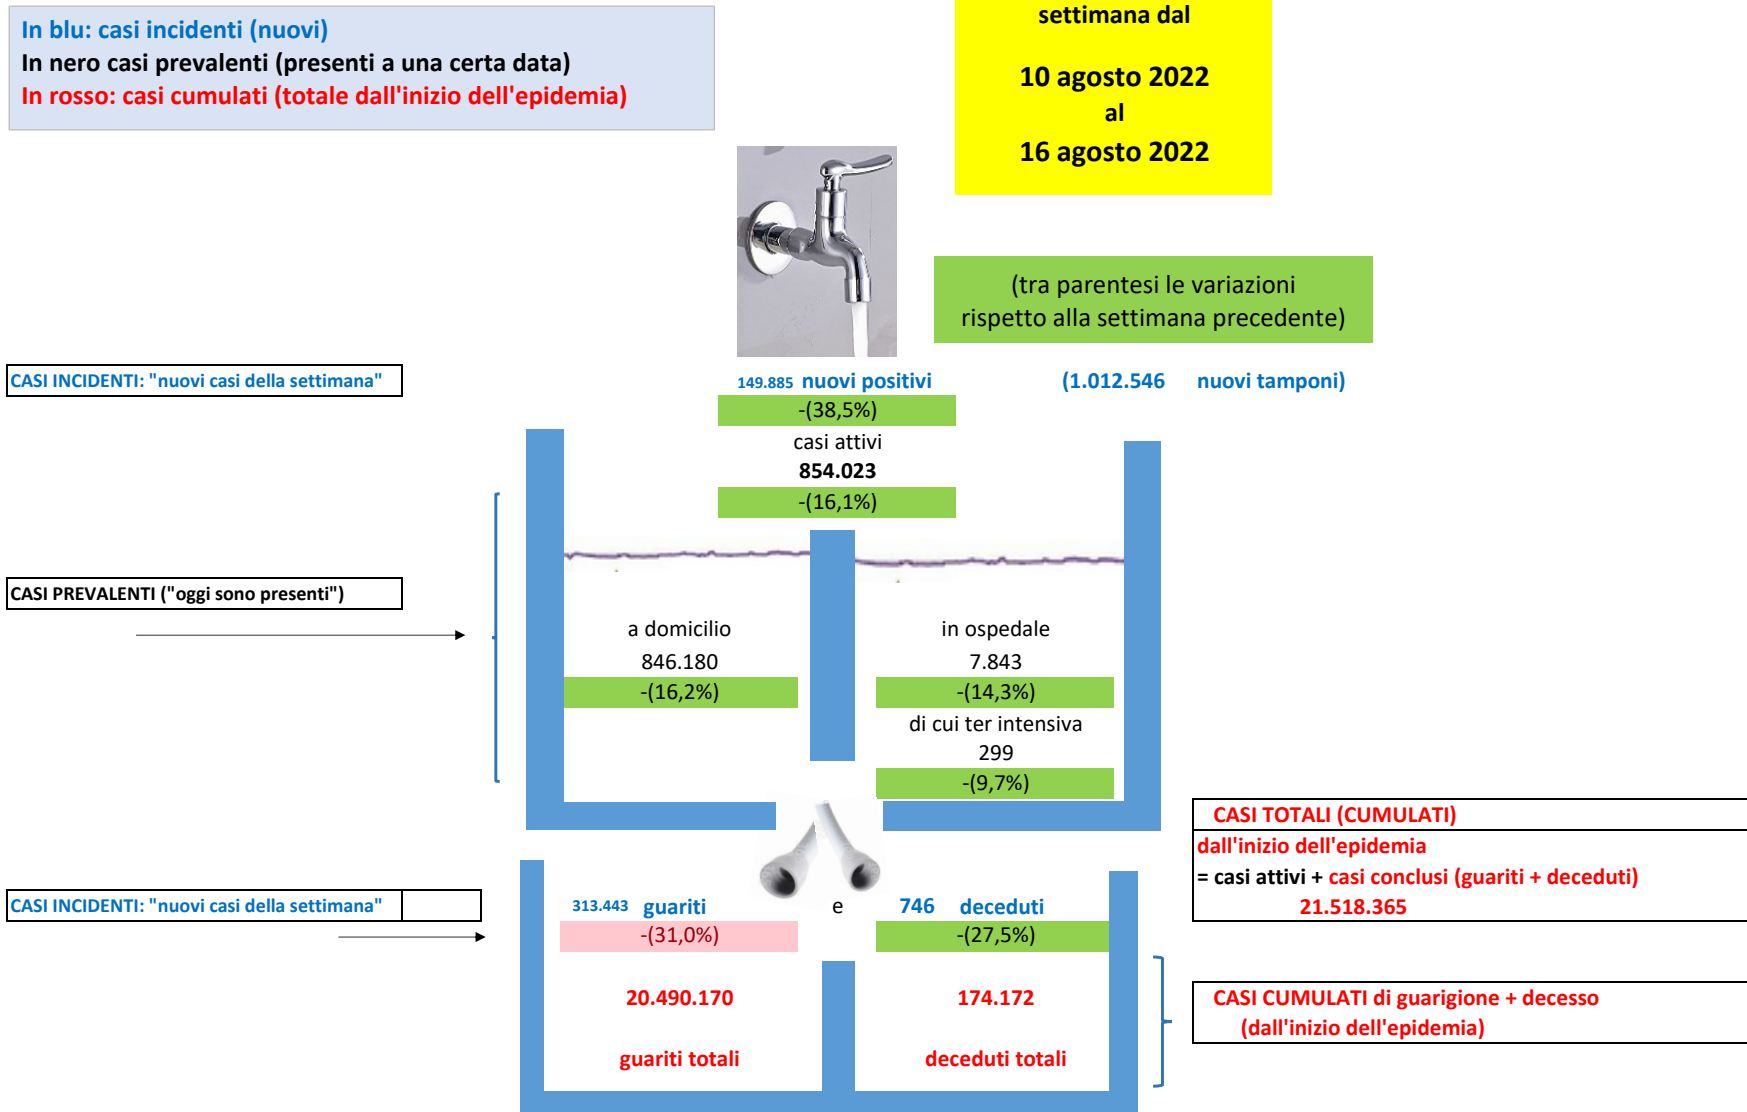 In blu: casi incidenti (nuovi)
In nero casi prevalenti (presenti a una certa data)
In rosso: casi cumulati (totale dall'inizio dell'epidemia)
settimana dal
10 agosto 2022
al
16 agosto 2022
(tra parentesi le variazioni
rispetto alla settimana precedente)
CASI INCIDENTI: "nuovi casi della settimana"
149.885 nuovi positivi
(1.012.546 nuovi tamponi)
-(38,5%)
casi attivi
854.023
-(16,1%)
CASI PREVALENTI ("oggi sono presenti")
a domicilio
846.180
-(16,2%)
in ospedale
7.843
-(14,3%)
di cui ter intensiva
299
-(9,7%)
CASI TOTALI (CUMULATI)
dall'inizio dell'epidemia
= casi attivi + casi conclusi (guariti + deceduti)
21.518.365
CASI INCIDENTI: "nuovi casi della settimana"
313.443 guariti
e
746 deceduti
-(31,0%)
-(27,5%)
20.490.170
174.172
guariti totali
deceduti totali
CASI CUMULATI di guarigione + decesso
(dall'inizio dell'epidemia)